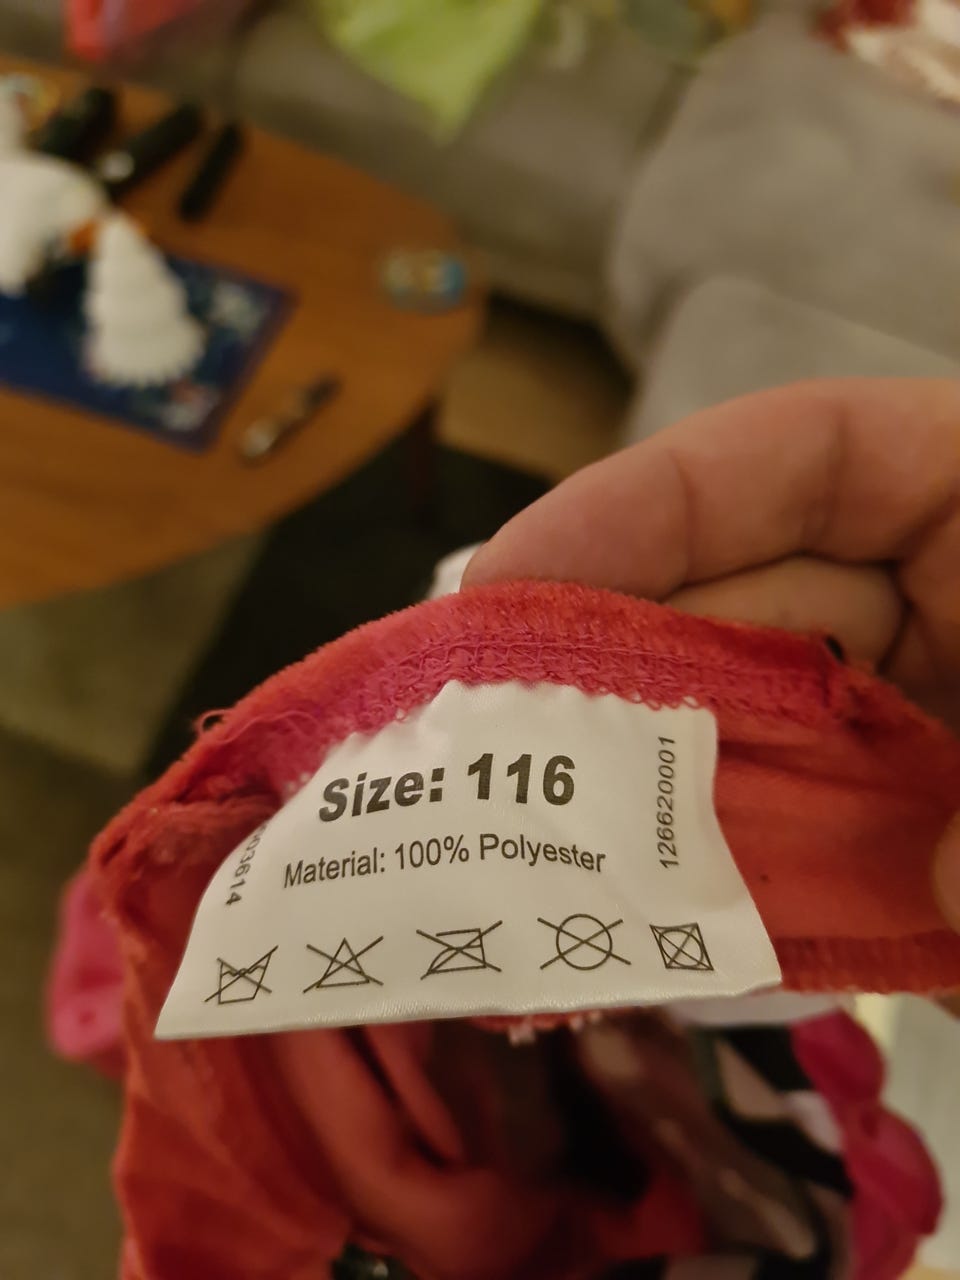 Size: 116
Material: 100% Polyester
126620001